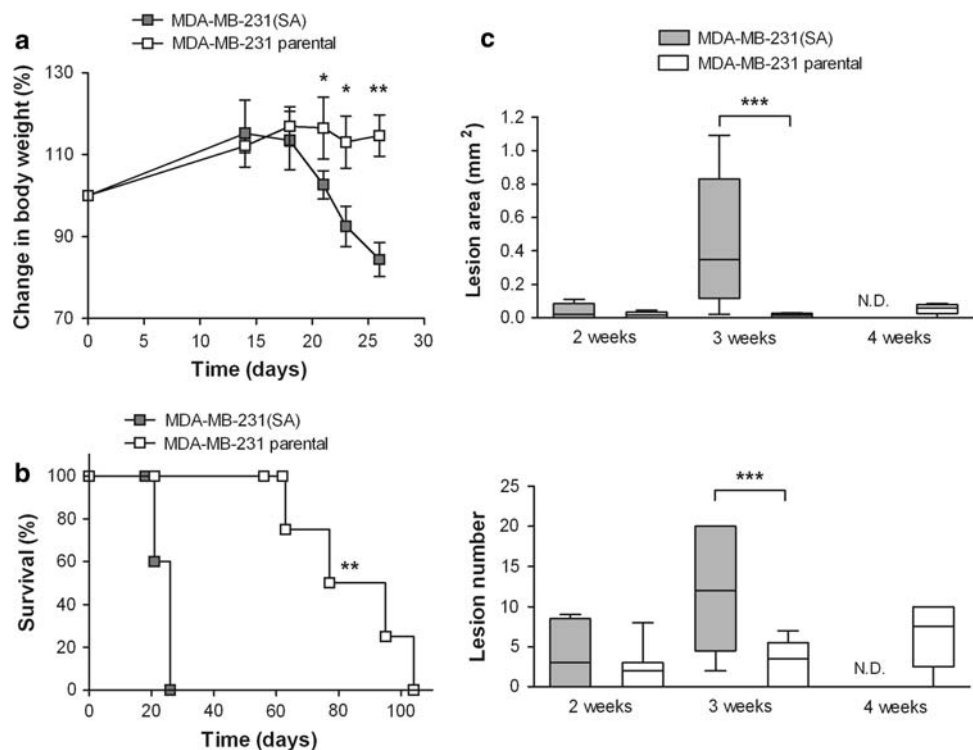 a
MDA-MB-231(SA)
MDA-MB-231 parental
Change in body weight (%)
130
110
90
70
* * **
0 5 10 15 20 25 30
Time (days)
b
MDA-MB-231(SA)
MDA-MB-231 parental
Survival (%)
100
80
60
40
20
0
**
0 20 40 60 80 100
Time (days)
c
MDA-MB-231(SA)
MDA-MB-231 parental
Lesion area (mm²)
1.2
1.0
0.8
0.6
0.4
0.2
0.0
***
N.D.
2 weeks 3 weeks 4 weeks
Lesion number
25
20
15
10
5
0
***
N.D.
2 weeks 3 weeks 4 weeks